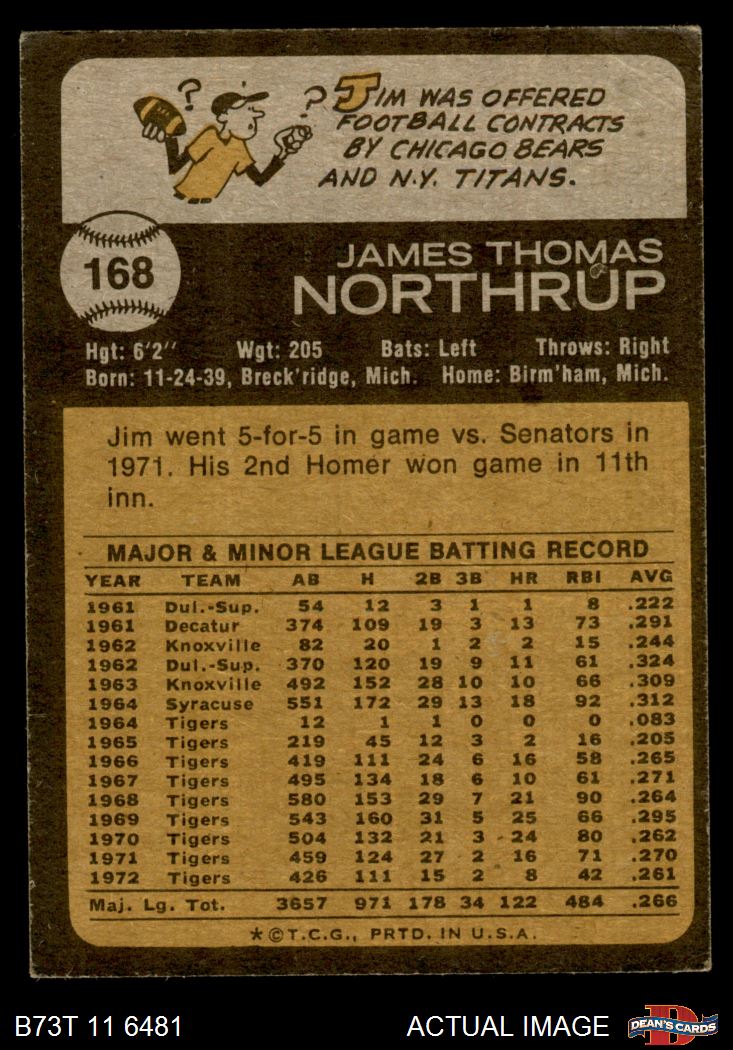 ? ? JIM WAS OFFERED
FOOTBALL CONTRACTS
BY CHICAGO BEARS
AND N.Y. TITANS.
168
JAMES THOMAS
NORTHRUP
Hgt: 6'2" Wgt: 205 Bats: Left Throws: Right
Born: 11-24-39, Breck'ridge, Mich. Home: Birm'ham, Mich.
Jim went 5-for-5 in game vs. Senators in
1971. His 2nd Homer won game in 11th
inn.
MAJOR & MINOR LEAGUE BATTING RECORD
YEAR TEAM AB H 2B 3B HR RBI AVG
1961 Dul.-Sup. 54 12 3 1 1 8 .222
1961 Decatur 374 109 19 3 13 73 .291
1962 Knoxville 82 20 1 2 2 15 .244
1962 Dul.-Sup. 370 120 19 9 11 61 .324
1963 Knoxville 492 152 28 10 10 66 .309
1964 Syracuse 551 172 29 13 18 92 .312
1964 Tigers 12 1 1 0 0 0 .083
1965 Tigers 219 45 12 3 2 16 .205
1966 Tigers 419 111 24 6 16 58 .265
1967 Tigers 495 134 18 6 10 61 .271
1968 Tigers 580 153 29 7 21 90 .264
1969 Tigers 543 160 31 5 25 66 .295
1970 Tigers 504 132 21 3 24 80 .262
1971 Tigers 459 124 27 2 16 71 .270
1972 Tigers 426 111 15 2 8 42 .261
Maj. Lg. Tot. 3657 971 178 34 122 484 .266
*©T.C.G., PRTD. IN U.S.A.
B73T 11 6481 ACTUAL IMAGE D DEAN'S CARDS